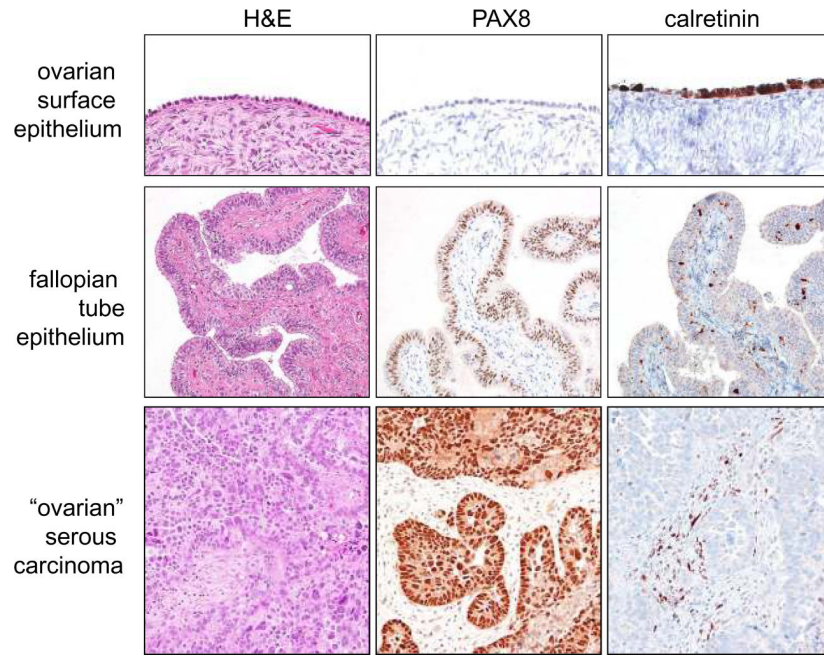 H&E
PAX8
calretinin
ovarian
surface
epithelium
fallopian
tube
epithelium
“ovarian”
serous
carcinoma